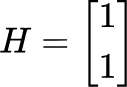 H = [1
1]